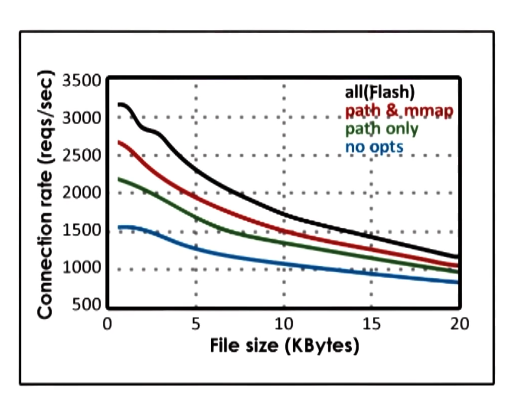 Connection rate (reqs/sec)
3500
3000
2500
2000
1500
1000
500
all(Flash)
path & mmap
path only
no opts
0 5 10 15 20
File size (KBytes)